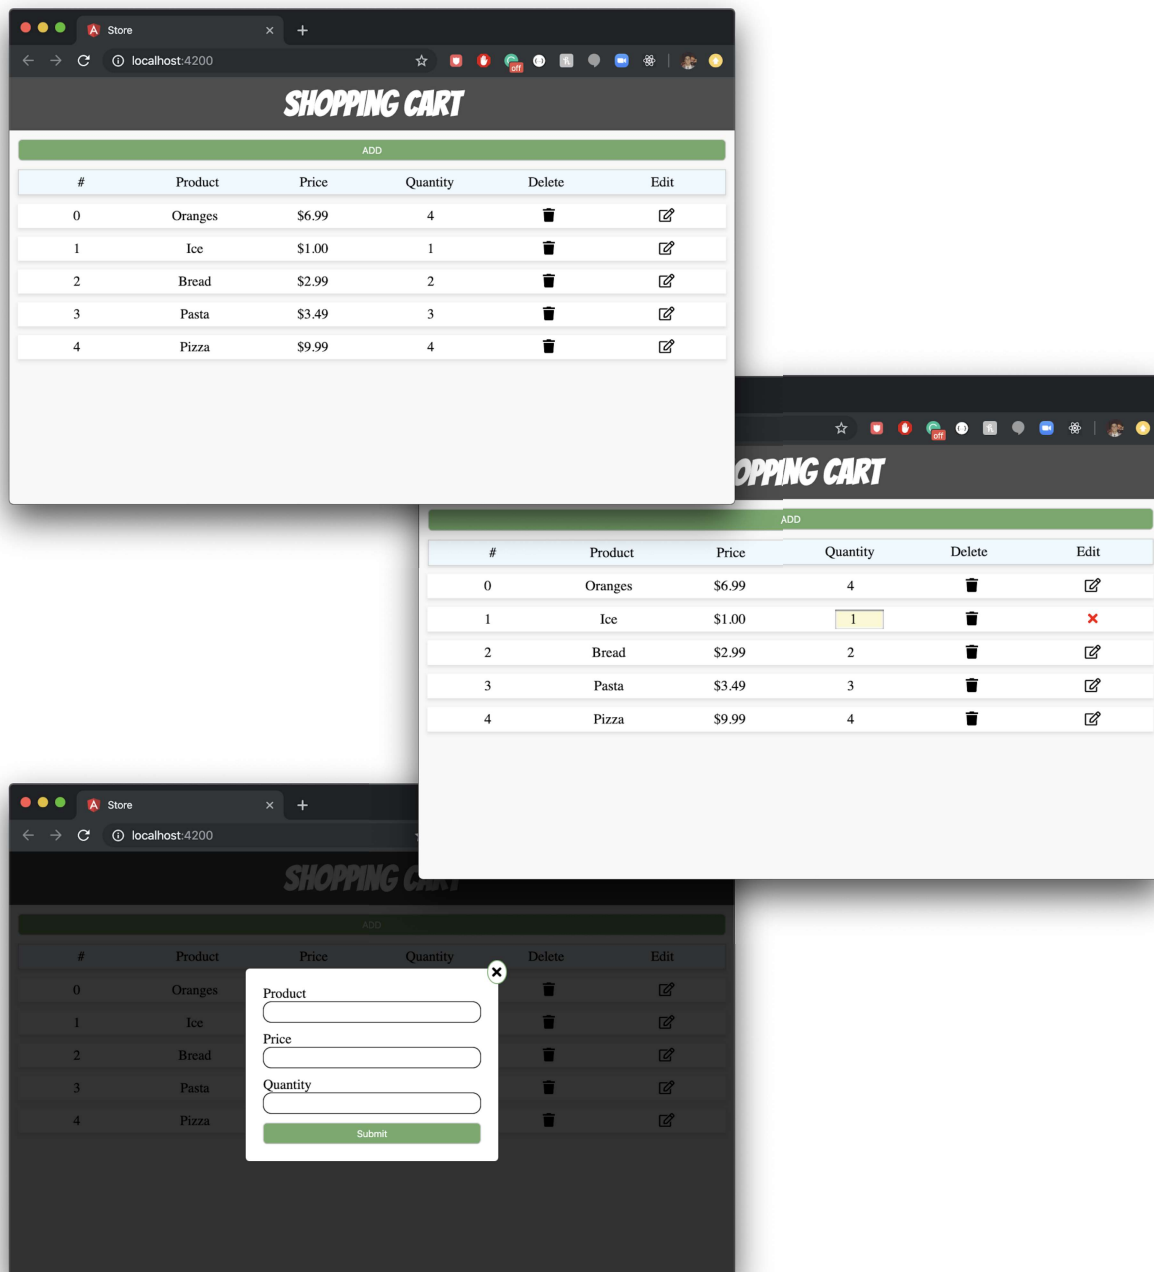 Store
localhost:4200
off
SHOPPING CART
ADD
# Product Price Quantity Delete Edit
0 Oranges $6.99 4
1 Ice $1.00 1
2 Bread $2.99 2
3 Pasta $3.49 3
4 Pizza $9.99 4
off
OPPING CART
ADD
# Product Price Quantity Delete Edit
0 Oranges $6.99 4
1 Ice $1.00 1
2 Bread $2.99 2
3 Pasta $3.49 3
4 Pizza $9.99 4
Store
localhost:4200
SHOPPING CART
ADD
# Product Price Quantity Delete Edit
0 Oranges
1 Ice
2 Bread
3 Pasta
4 Pizza
Product
Price
Quantity
Submit